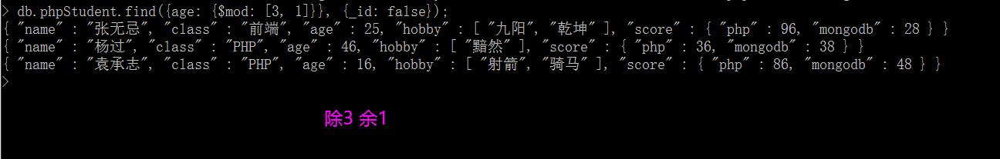 > db.phpStudent.find({age: {$mod: [3, 1]}}, {_id: false});
{ "name" : "张无忌", "class" : "前端", "age" : 25, "hobby" : [ "九阳", "乾坤" ], "score" : { "php" : 96, "mongodb" : 28 } }
{ "name" : "杨过", "class" : "PHP", "age" : 46, "hobby" : [ "黯然" ], "score" : { "php" : 36, "mongodb" : 38 } }
{ "name" : "袁承志", "class" : "PHP", "age" : 16, "hobby" : [ "射箭", "骑马" ], "score" : { "php" : 86, "mongodb" : 48 } }
>
除3 余1